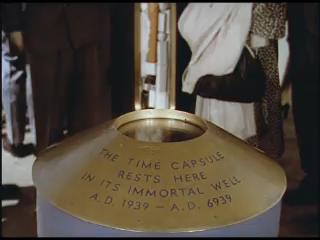 THE TIME CAPSULE
RESTS HERE
IN ITS IMMORTAL WELL
A.D. 1939 – A.D. 6939